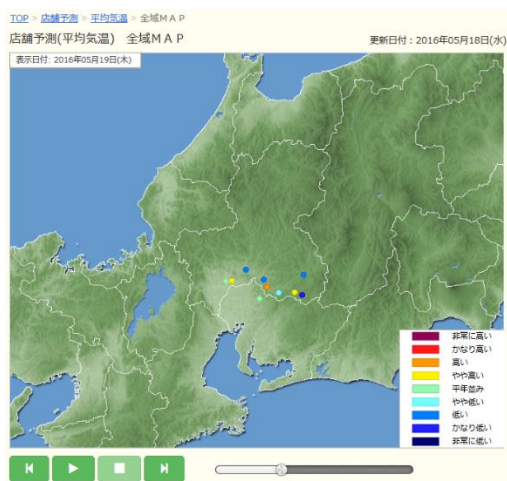 TOP » 店舗予測 » 平均気温 » 全域ＭＡＰ
店舗予測(平均気温)　全域ＭＡＰ
更新日付：2016年05月18日(水)
表示日付: 2016年05月19日(木)
非常に高い
かなり高い
高い
やや高い
平年並み
やや低い
低い
かなり低い
非常に低い